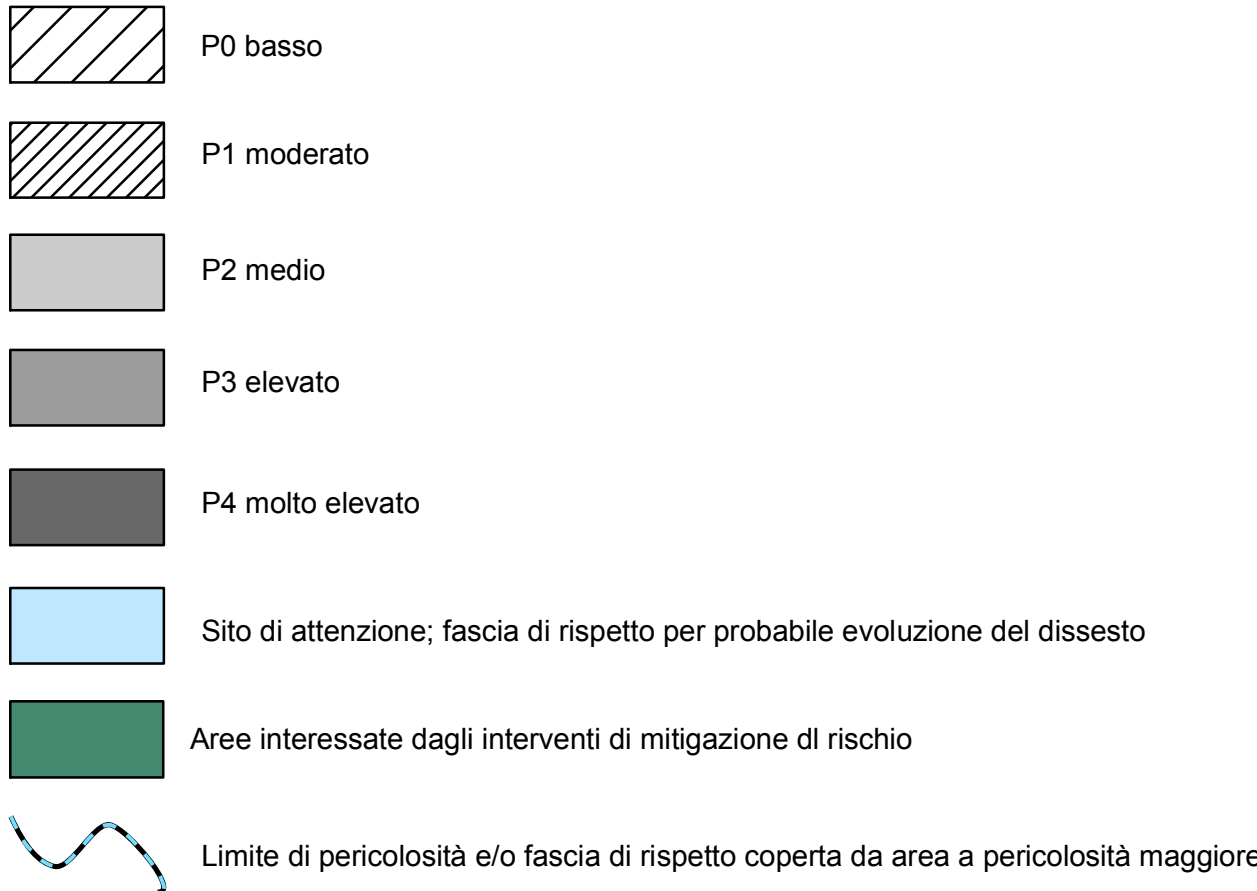 P0 basso
P1 moderato
P2 medio
P3 elevato
P4 molto elevato
Sito di attenzione; fascia di rispetto per probabile evoluzione del dissesto
Aree interessate dagli interventi di mitigazione dl rischio
Limite di pericolosità e/o fascia di rispetto coperta da area a pericolosità maggiore